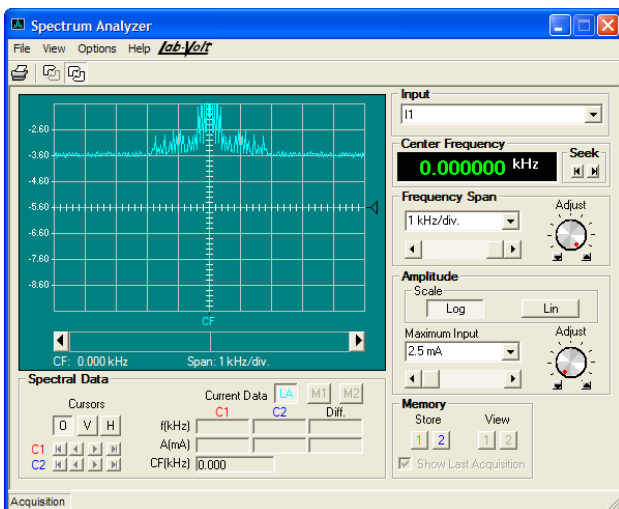 Spectrum Analyzer
File View Options Help Lab-Volt
Input
I1
-2.60
-3.60
-4.60
-5.60
-6.60
-7.60
-8.60
CF
CF: 0.000 kHz Span: 1 kHz/div.
Center Frequency
0.000000 kHz
Seek
Frequency Span
1 kHz/div.
Adjust
Amplitude
Scale
Log Lin
Maximum Input
2.5 mA
Adjust
Spectral Data
Cursors
O V H
C1
C2
Current Data LA M1 M2
C1 C2 Diff.
f(kHz)
A(mA)
CF(kHz) 0.000
Memory
Store View
1 2 1 2
Show Last Acquisition
Acquisition